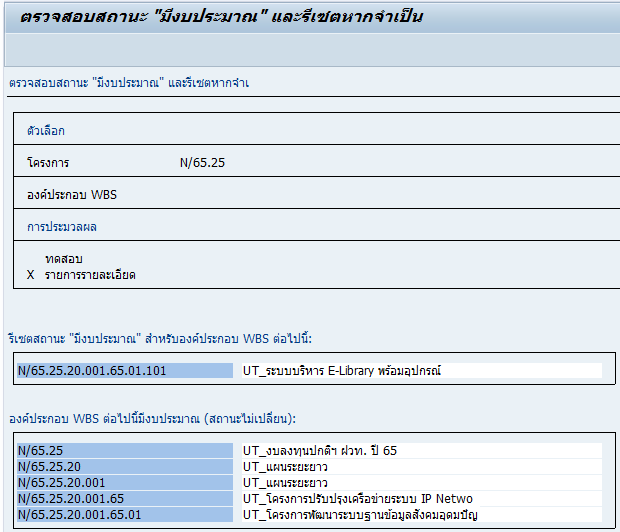 ตรวจสอบสถานะ "มีงบประมาณ" และรีเซตหากจำเป็น
ตรวจสอบสถานะ "มีงบประมาณ" และรีเซตหากจำเ
ตัวเลือก
โครงการ N/65.25
องค์ประกอบ WBS
การประมวลผล
ทดสอบ
X รายการรายละเอียด
รีเซตสถานะ "มีงบประมาณ" สำหรับองค์ประกอบ WBS ต่อไปนี้:
N/65.25.20.001.65.01.101 UT_ระบบบริหาร E-Library พร้อมอุปกรณ์
องค์ประกอบ WBS ต่อไปนี้มีงบประมาณ (สถานะไม่เปลี่ยน):
N/65.25 UT_งบลงทุนปกติฯ ฝวท. ปี 65
N/65.25.20 UT_แผนระยะยาว
N/65.25.20.001 UT_แผนระยะยาว
N/65.25.20.001.65 UT_โครงการปรับปรุงเครือข่ายระบบ IP Netwo
N/65.25.20.001.65.01 UT_โครงการพัฒนาระบบฐานข้อมูลสังคมอุดมปัญ